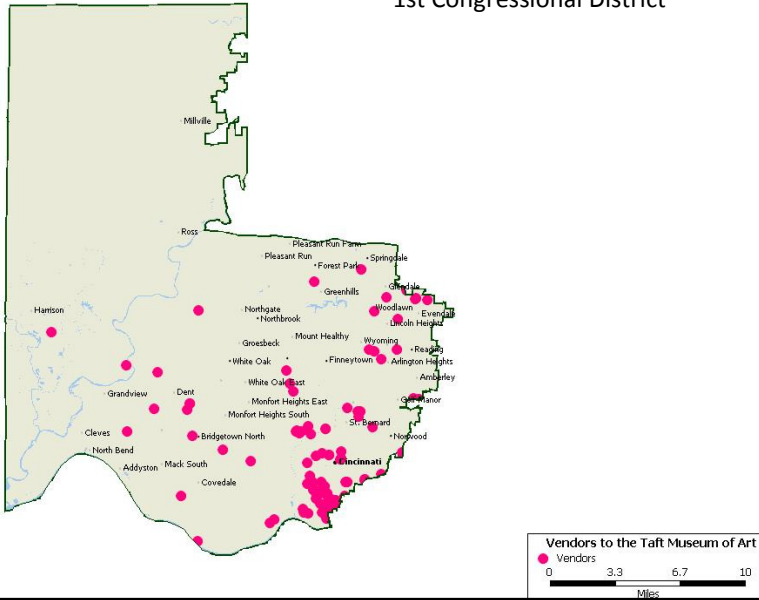 1st Congressional District
Millville
Ross
Pleasant Run Farm
Pleasant Run
Springdale
Forest Park
Glendale
Greenhills
Harrison
Northgate
Woodlawn
Evendale
Northbrook
Lincoln Heights
Mount Healthy
Groesbeck
Wyoming
Reading
White Oak
Finneytown
Arlington Heights
Amberley
White Oak East
Grandview
Dent
Monfort Heights East
Golf Manor
Monfort Heights South
St. Bernard
Cleves
Bridgetown North
Norwood
North Bend
Addyston
Mack South
Cincinnati
Covedale
Vendors to the Taft Museum of Art
Vendors
0 3.3 6.7 10
Miles